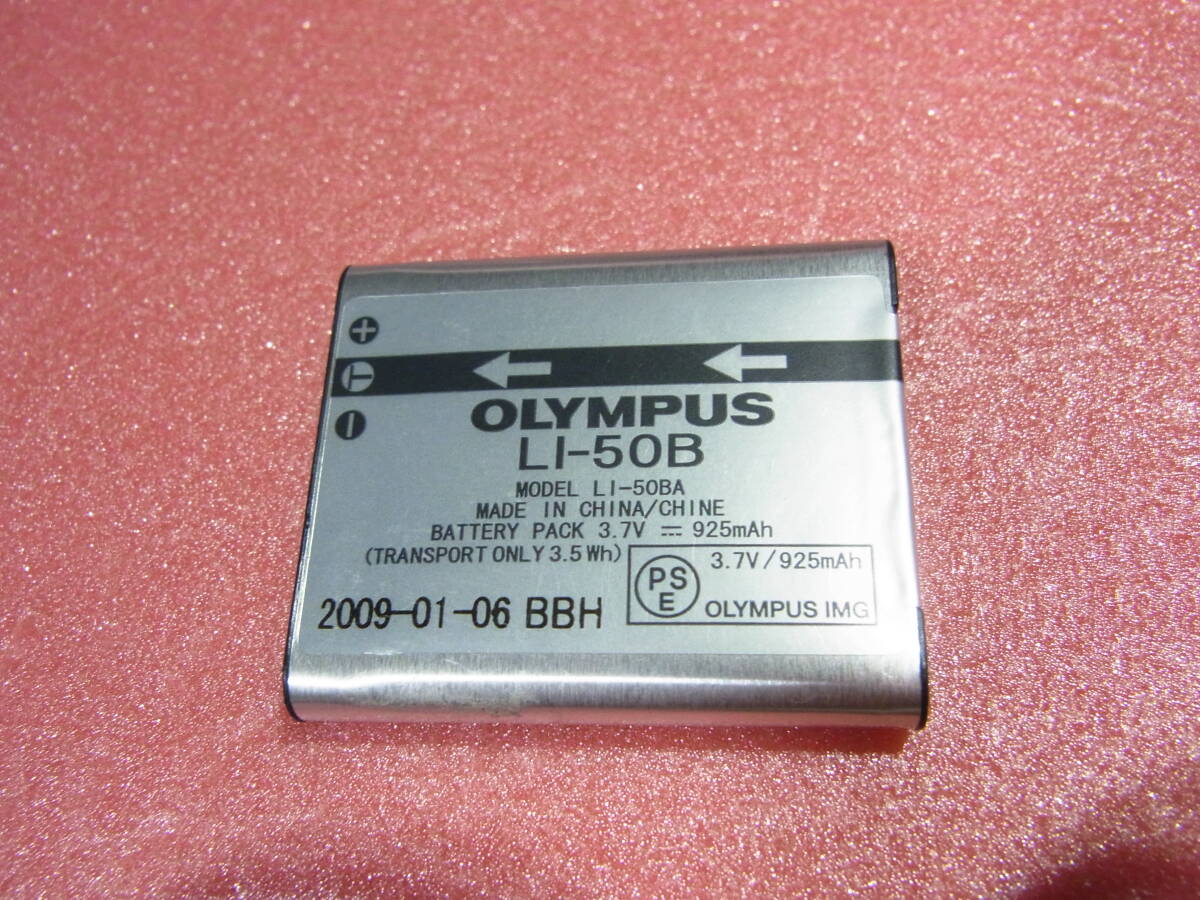 OLYMPUS
LI-50B
MODEL LI-50BA
MADE IN CHINA/CHINE
BATTERY PACK 3.7V ⎓ 925mAh
(TRANSPORT ONLY 3.5 Wh)
PS
E
3.7V/925mAh
OLYMPUS IMG
2009-01-06 BBH